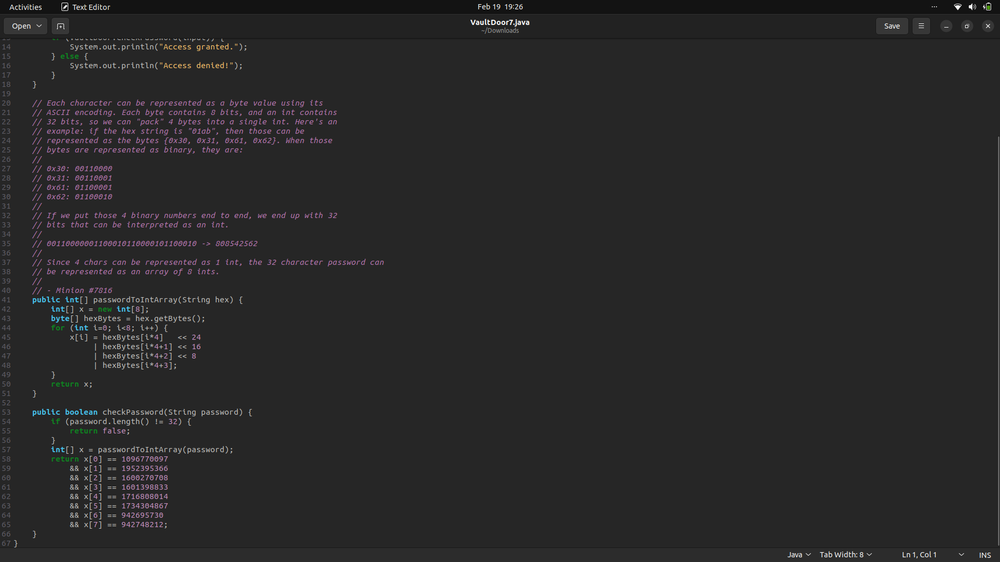 Activities Text Editor Feb 19 19:26
Open VaultDoor7.java Save
~/Downloads
14 System.out.println("Access granted.");
15 } else {
16 System.out.println("Access denied!");
17 }
18 }
19
20 // Each character can be represented as a byte value using its
21 // ASCII encoding. Each byte contains 8 bits, and an int contains
22 // 32 bits, so we can "pack" 4 bytes into a single int. Here's an
23 // example: if the hex string is "01ab", then those can be
24 // represented as the bytes {0x30, 0x31, 0x61, 0x62}. When those
25 // bytes are represented as binary, they are:
26 //
27 // 0x30: 00110000
28 // 0x31: 00110001
29 // 0x61: 01100001
30 // 0x62: 01100010
31 //
32 // If we put those 4 binary numbers end to end, we end up with 32
33 // bits that can be interpreted as an int.
34 //
35 // 00110000001100010110000101100010 -> 808542562
36 //
37 // Since 4 chars can be represented as 1 int, the 32 character password can
38 // be represented as an array of 8 ints.
39 //
40 // - Minion #7816
41 public int[] passwordToIntArray(String hex) {
42 int[] x = new int[8];
43 byte[] hexBytes = hex.getBytes();
44 for (int i=0; i<8; i++) {
45 x[i] = hexBytes[i*4] << 24
46 | hexBytes[i*4+1] << 16
47 | hexBytes[i*4+2] << 8
48 | hexBytes[i*4+3];
49 }
50 return x;
51 }
52
53 public boolean checkPassword(String password) {
54 if (password.length() != 32) {
55 return false;
56 }
57 int[] x = passwordToIntArray(password);
58 return x[0] == 1096770097
59 && x[1] == 1952395366
60 && x[2] == 1600270708
61 && x[3] == 1601398833
62 && x[4] == 1716808014
63 && x[5] == 1734304867
64 && x[6] == 942695730
65 && x[7] == 942748212;
66 }
67 }
Java Tab Width: 8 Ln 1, Col 1 INS